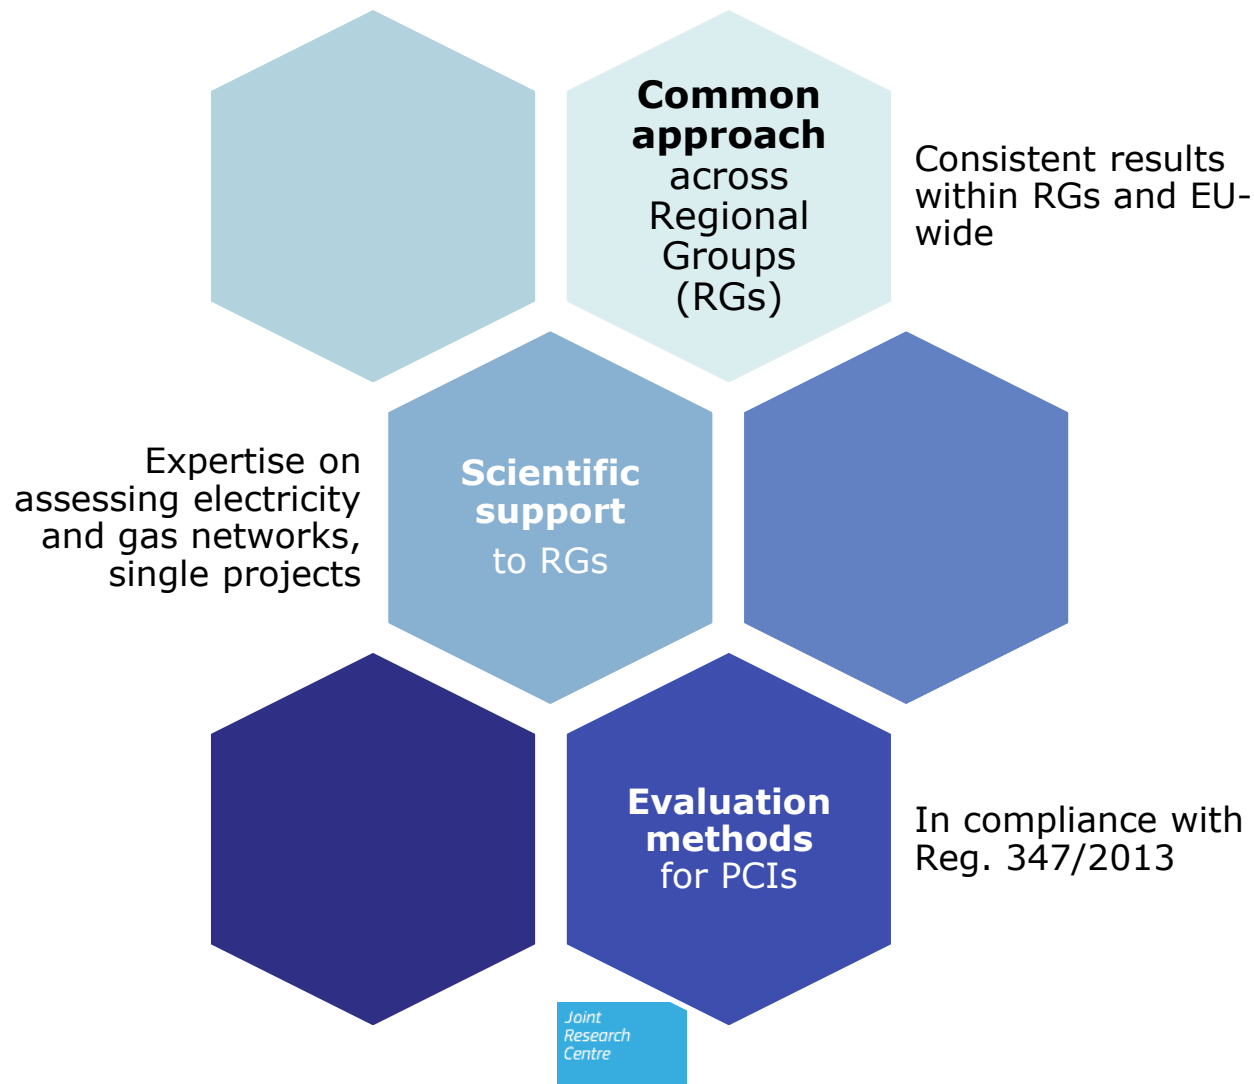 Common
approach
across
Regional
Groups
(RGs)
Consistent results
within RGs and EU-
wide
Expertise on
assessing electricity
and gas networks,
single projects
Scientific
support
to RGs
Evaluation
methods
for PCIs
In compliance with
Reg. 347/2013
Joint
Research
Centre